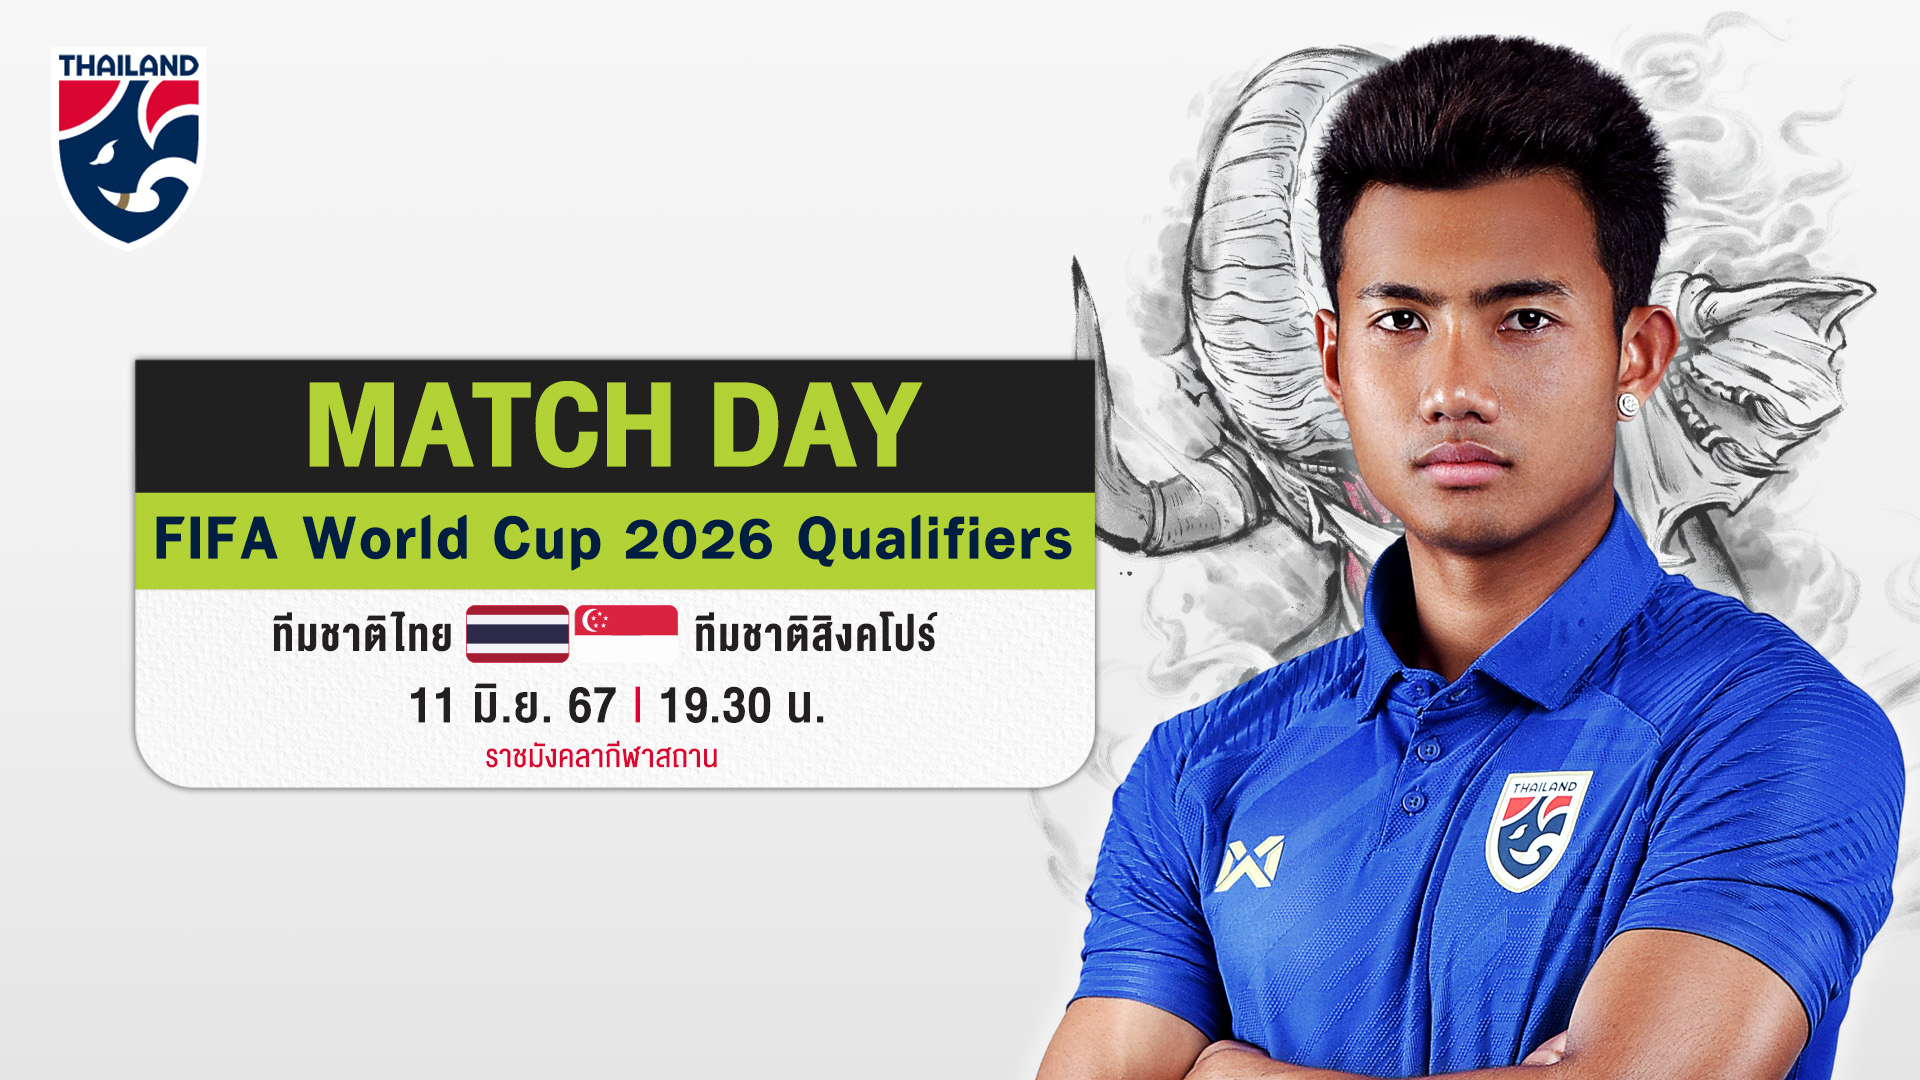 THAILAND
MATCH DAY
FIFA World Cup 2026 Qualifiers
ทีมชาติไทย ทีมชาติสิงคโปร์
11 มิ.ย. 67 | 19.30 น.
ราชมังคลากีฬาสถาน
THAILAND